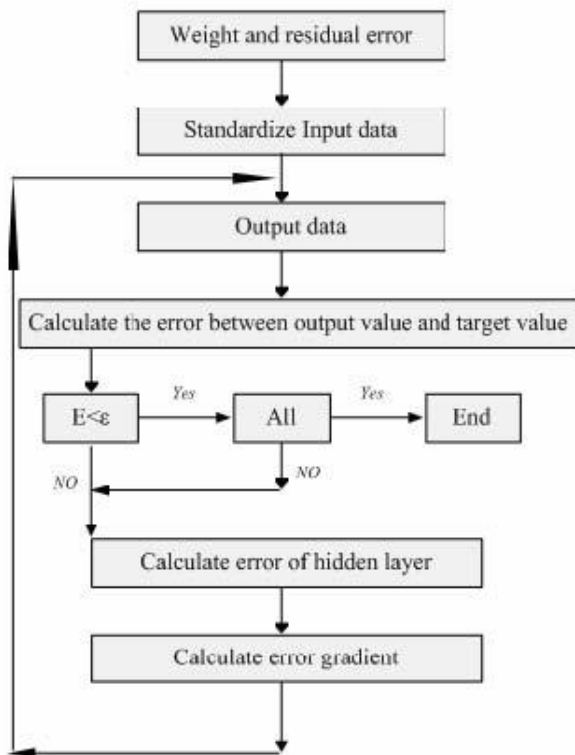 Weight and residual error
Standardize Input data
Output data
Calculate the error between output value and target value
E<ε
Yes
All
Yes
End
NO
NO
Calculate error of hidden layer
Calculate error gradient